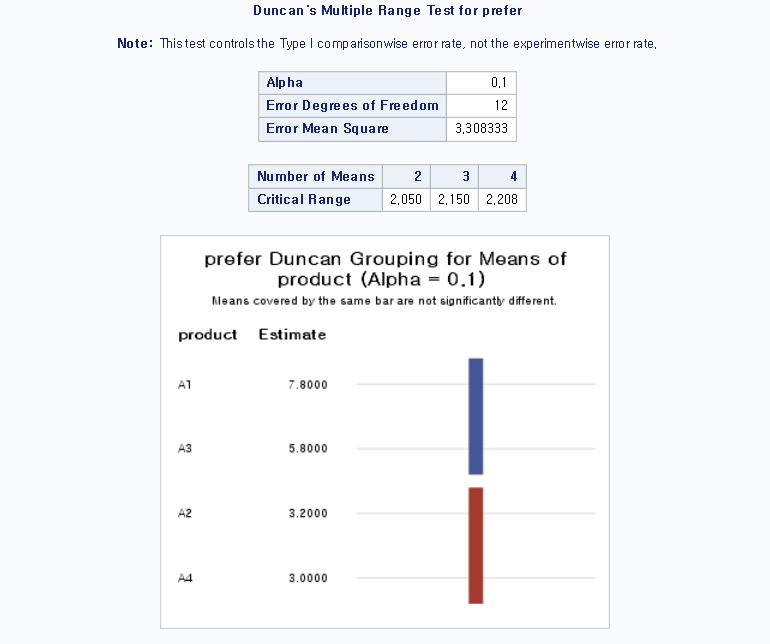 Duncan's Multiple Range Test for prefer
Note: This test controls the Type I comparisonwise error rate, not the experimentwise error rate.
Alpha 0.1
Error Degrees of Freedom 12
Error Mean Square 3.308333
Number of Means 2 3 4
Critical Range 2.050 2.150 2.208
prefer Duncan Grouping for Means of
product (Alpha = 0.1)
Means covered by the same bar are not significantly different.
product Estimate
A1 7.8000
A3 5.8000
A2 3.2000
A4 3.0000